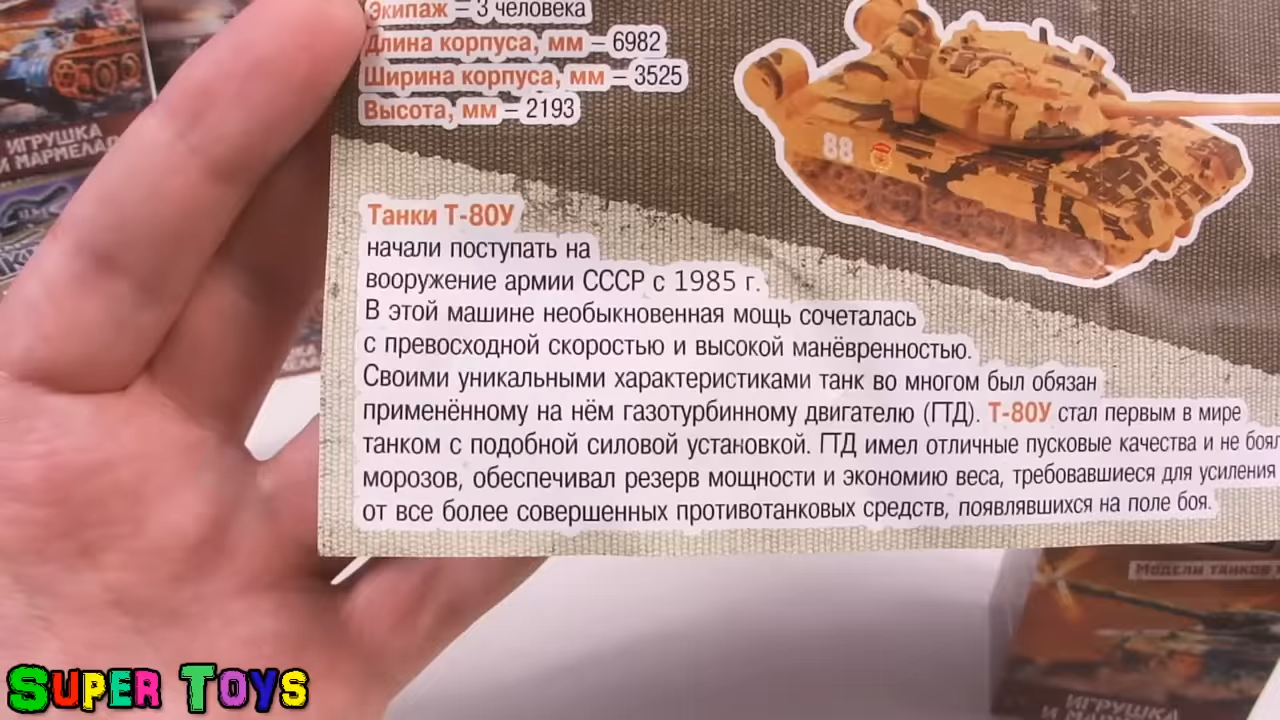 Экипаж – 3 человека
Длина корпуса, мм – 6982
Ширина корпуса, мм – 3525
Высота, мм – 2193
ИГРУШКА
И МАРМЕЛАД
88
Танки Т-80У
начали поступать на
вооружение армии СССР с 1985 г.
В этой машине необыкновенная мощь сочеталась
с превосходной скоростью и высокой манёвренностью.
Своими уникальными характеристиками танк во многом был обязан
применённому на нём газотурбинному двигателю (ГТД). Т-80У стал первым в мире
танком с подобной силовой установкой. ГТД имел отличные пусковые качества и не боял
морозов, обеспечивал резерв мощности и экономию веса, требовавшиеся для усиления
от все более совершенных противотанковых средств, появлявшихся на поле боя.
Модели танков
ИГРУШКА
SUPER TOYS